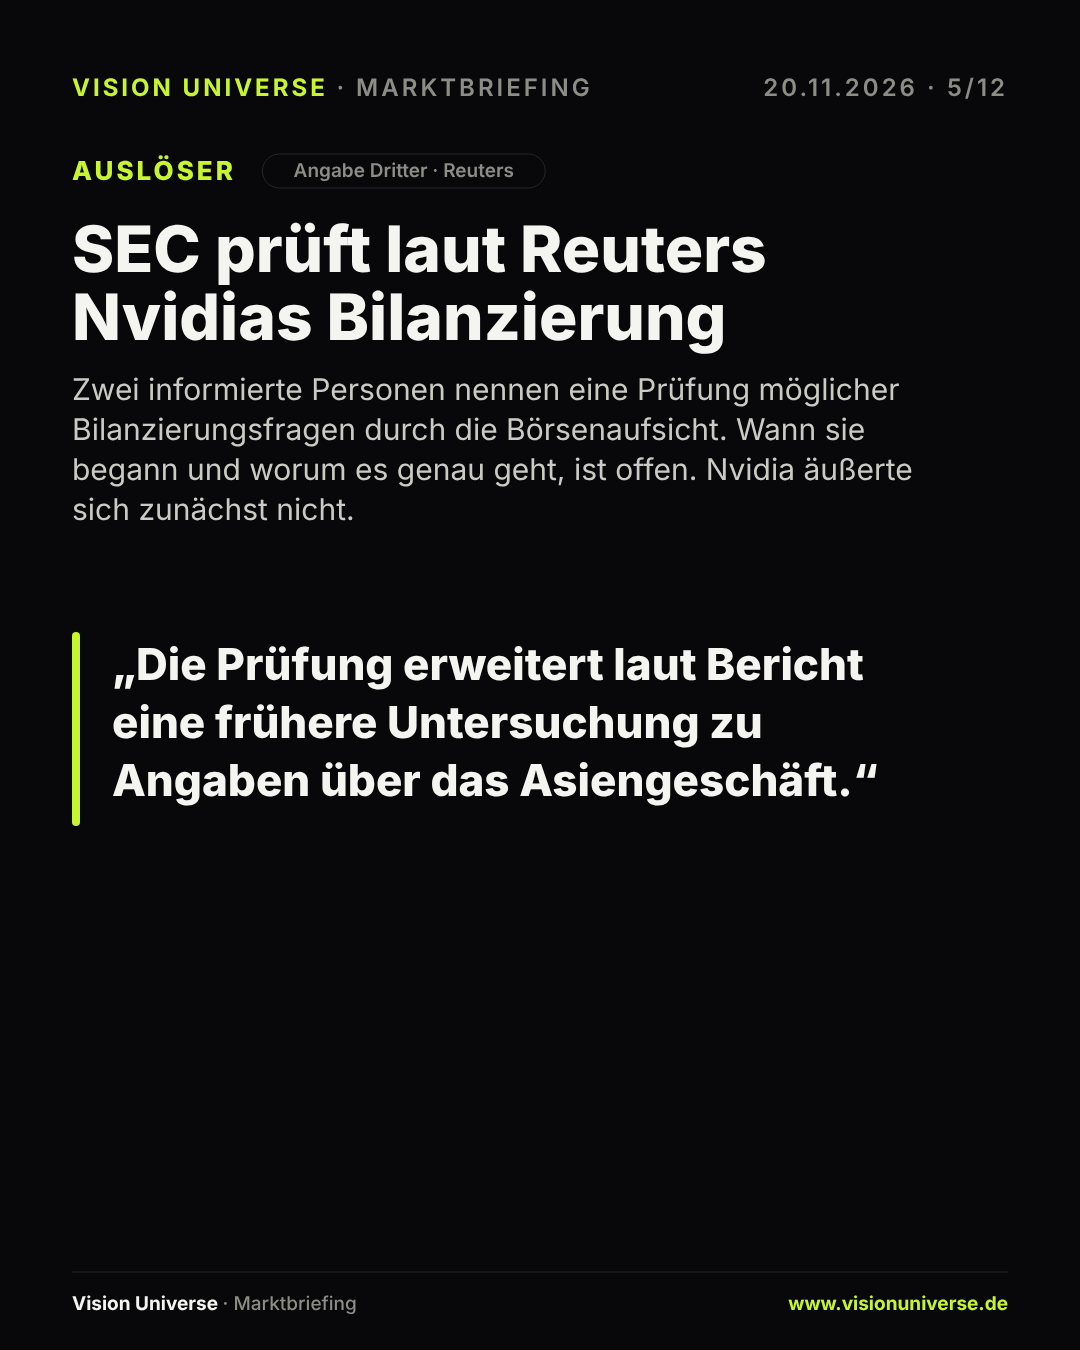 VISION UNIVERSE · MARKTBRIEFING
20.11.2026 · 5/12
AUSLÖSER
Angabe Dritter · Reuters
SEC prüft laut Reuters
Nvidias Bilanzierung
Zwei informierte Personen nennen eine Prüfung möglicher
Bilanzierungsfragen durch die Börsenaufsicht. Wann sie
begann und worum es genau geht, ist offen. Nvidia äußerte
sich zunächst nicht.
„Die Prüfung erweitert laut Bericht
eine frühere Untersuchung zu
Angaben über das Asiengeschäft.“
Vision Universe · Marktbriefing
www.visionuniverse.de